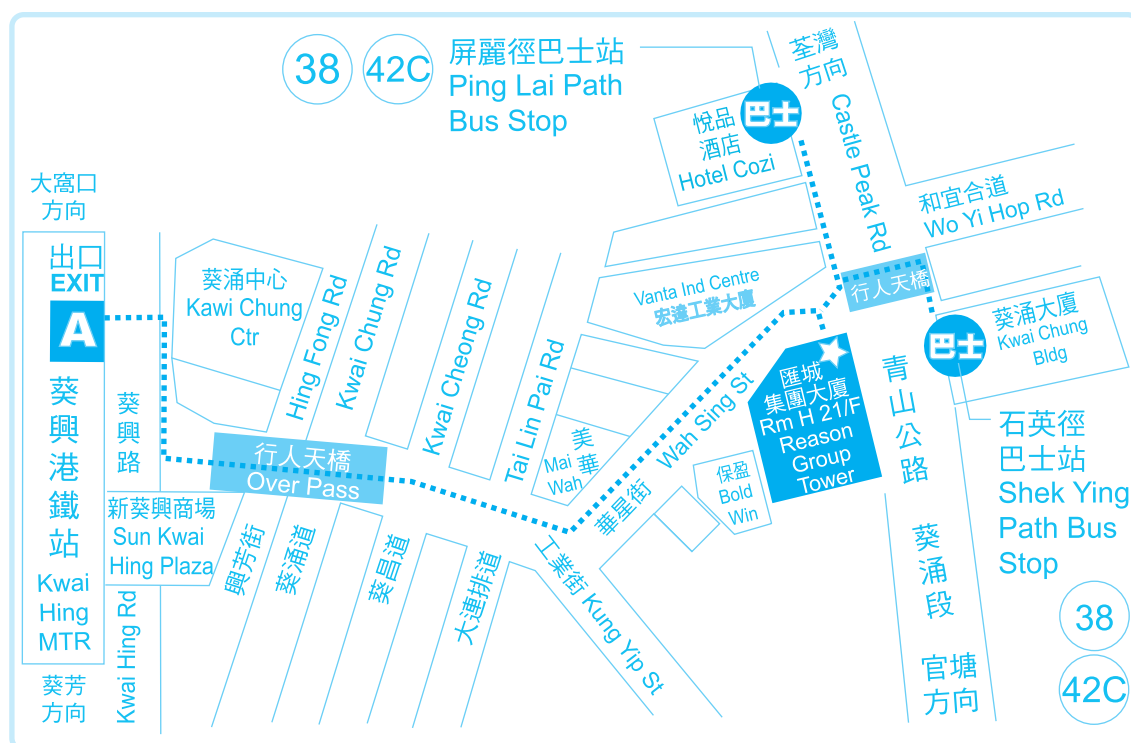 38
42C
屏麗徑巴士站
Ping Lai Path
Bus Stop
荃灣
方向
Castle Peak Rd
巴士
悅品
酒店
Hotel Cozi
和宜合道
Wo Yi Hop Rd
大窩口
方向
出口
EXIT
A
葵興港鐵站
Kwai
Hing
MTR
葵芳
方向
葵興路
Kwai Hing Rd
葵涌中心
Kawi Chung
Ctr
Hing Fong Rd
Kwai Chung Rd
Kwai Cheong Rd
Tai Lin Pai Rd
行人天橋
Over Pass
新葵興商場
Sun Kwai
Hing Plaza
興芳街
葵涌道
葵昌道
大連排道
工業街 Kung Yip St
美華
Mai
Wah
華星街
Wah Sing St
Vanta Ind Centre
宏達工業大廈
保盈
Bold
Win
匯城
集團大廈
Rm H 21/F
Reason
Group
Tower
行人天橋
巴士
葵涌大廈
Kwai Chung
Bldg
青山公路
葵涌段
官塘
方向
石英徑
巴士站
Shek Ying
Path Bus
Stop
38
42C